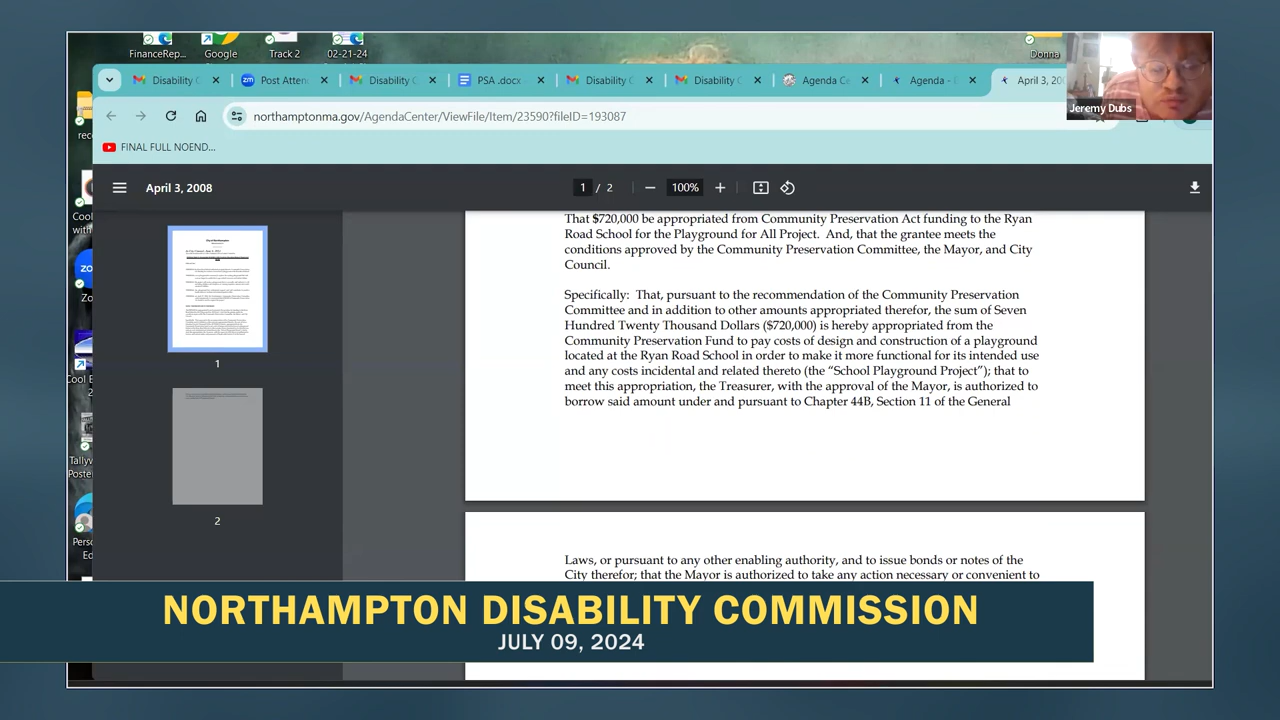 FinanceRep...
Google
Track 2
02-21-24
Donna
Disability C
Post Atten
Disability C
PSA .docx
Disability C
Disability C
Agenda Ce
Agenda -
April 3, 20
Jeremy Dubs
northamptonma.gov/AgendaCenter/ViewFile/Item/23590?fileID=193087
rec
FINAL FULL NOEND...
April 3, 2008
1 / 2
100%
Cool
with
Zo
Cool E
2
Tallyw
Poste
Perso
Ed
1
2
That $720,000 be appropriated from Community Preservation Act funding to the Ryan
Road School for the Playground for All Project. And, that the grantee meets the
conditions approved by the Community Preservation Committee, the Mayor, and City
Council.
Specifically: That, pursuant to the recommendation of the Community Preservation
Committee and in addition to other amounts appropriated therefor, the sum of Seven
Hundred Twenty Thousand Dollars ($720,000) is hereby appropriated from the
Community Preservation Fund to pay costs of design and construction of a playground
located at the Ryan Road School in order to make it more functional for its intended use
and any costs incidental and related thereto (the “School Playground Project”); that to
meet this appropriation, the Treasurer, with the approval of the Mayor, is authorized to
borrow said amount under and pursuant to Chapter 44B, Section 11 of the General
Laws, or pursuant to any other enabling authority, and to issue bonds or notes of the
City therefor; that the Mayor is authorized to take any action necessary or convenient to
NORTHAMPTON DISABILITY COMMISSION
JULY 09, 2024